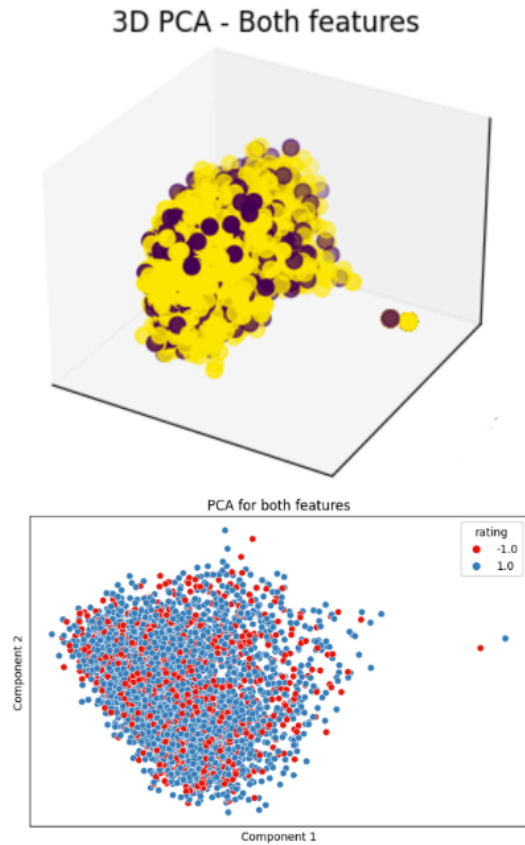 3D PCA - Both features
PCA for both features
rating
-1.0
1.0
Component 2
Component 1